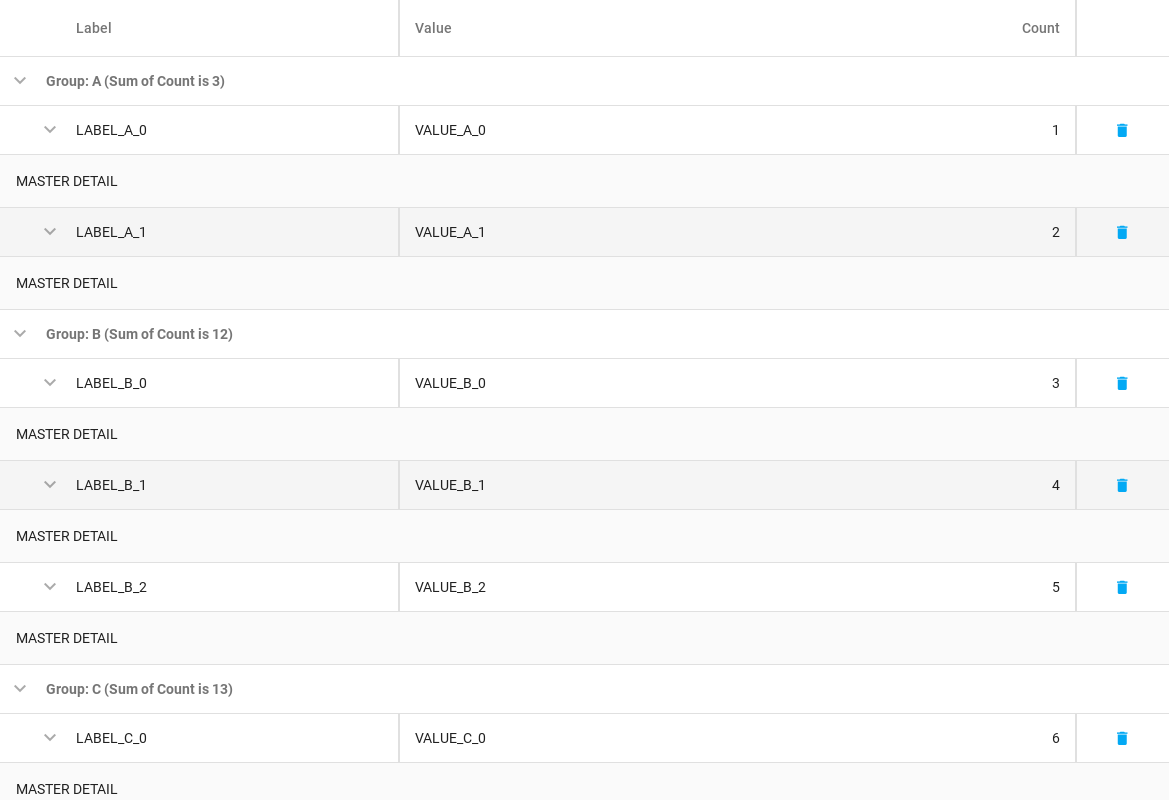 Label Value Count
Group: A (Sum of Count is 3)
LABEL_A_0 VALUE_A_0 1
MASTER DETAIL
LABEL_A_1 VALUE_A_1 2
MASTER DETAIL
Group: B (Sum of Count is 12)
LABEL_B_0 VALUE_B_0 3
MASTER DETAIL
LABEL_B_1 VALUE_B_1 4
MASTER DETAIL
LABEL_B_2 VALUE_B_2 5
MASTER DETAIL
Group: C (Sum of Count is 13)
LABEL_C_0 VALUE_C_0 6
MASTER DETAIL